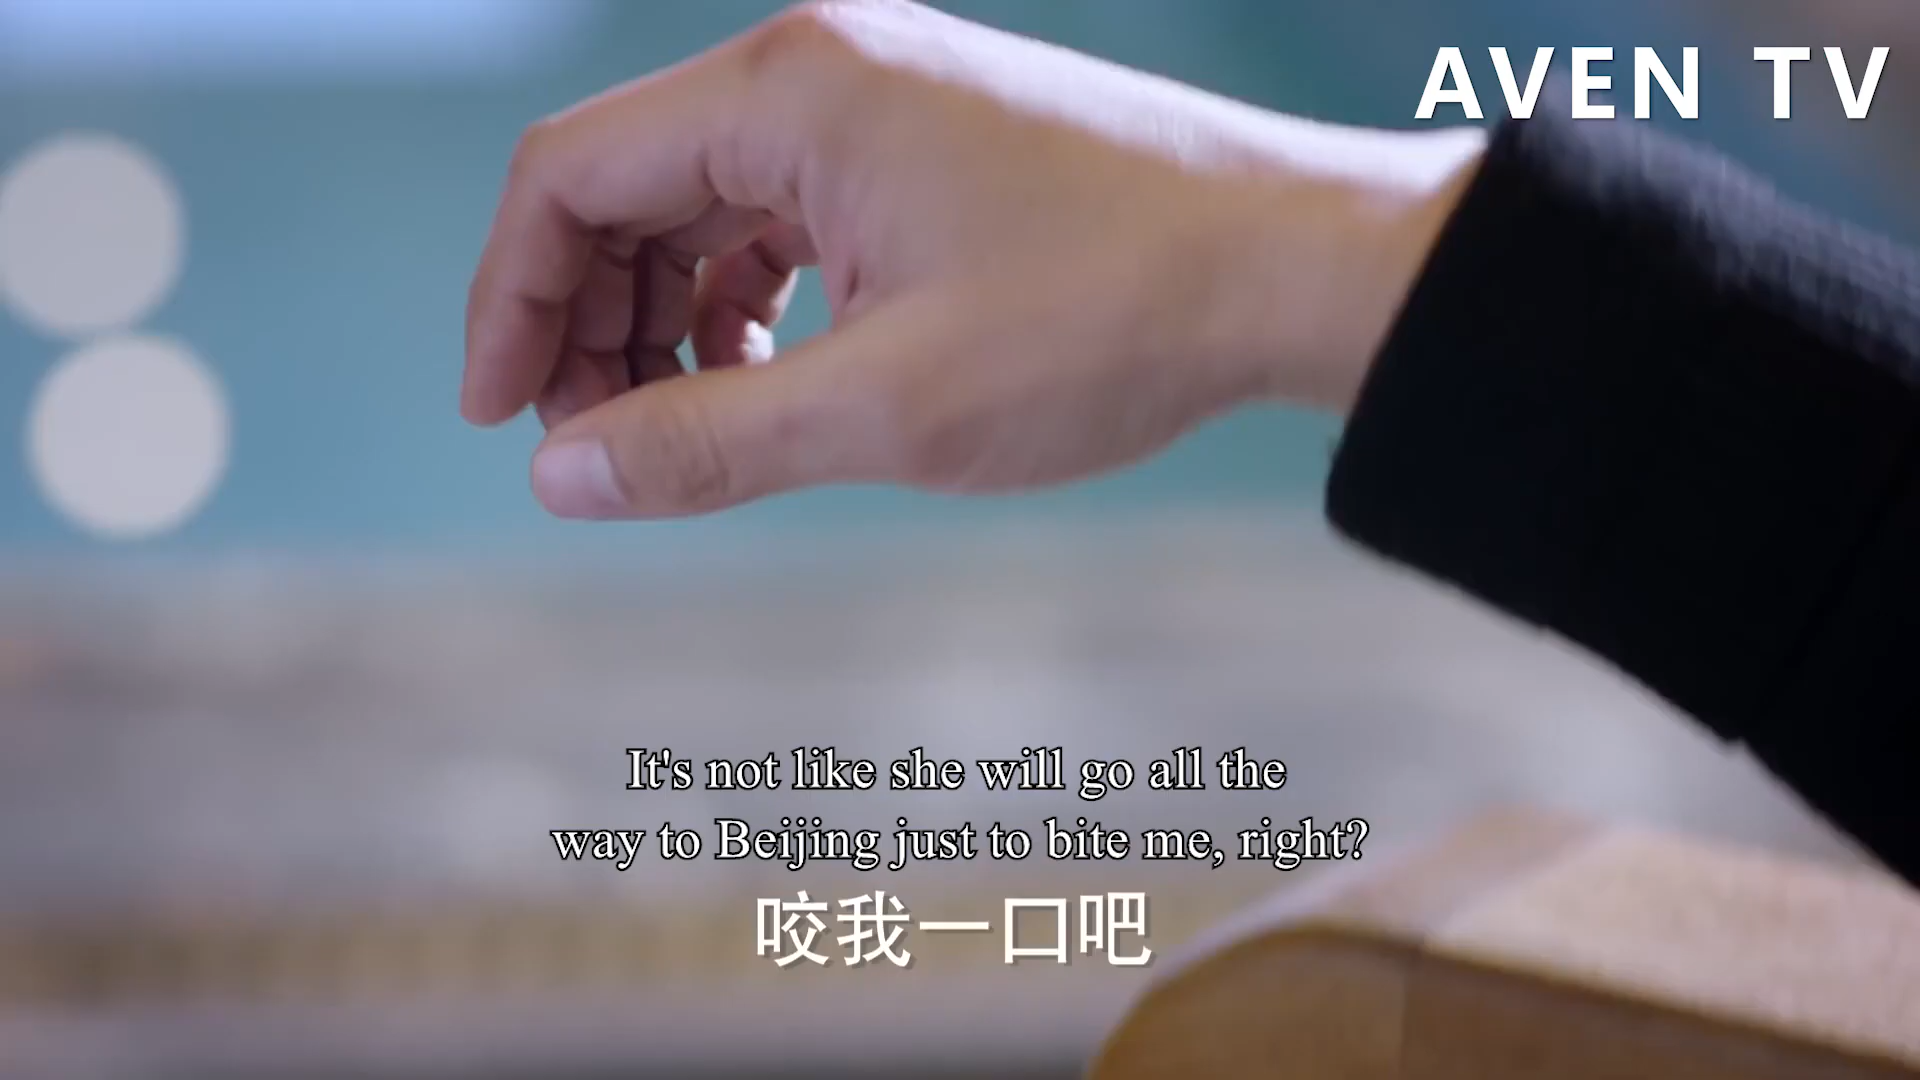 AVEN TV
It's not like she will go all the
way to Beijing just to bite me, right?
咬我一口吧